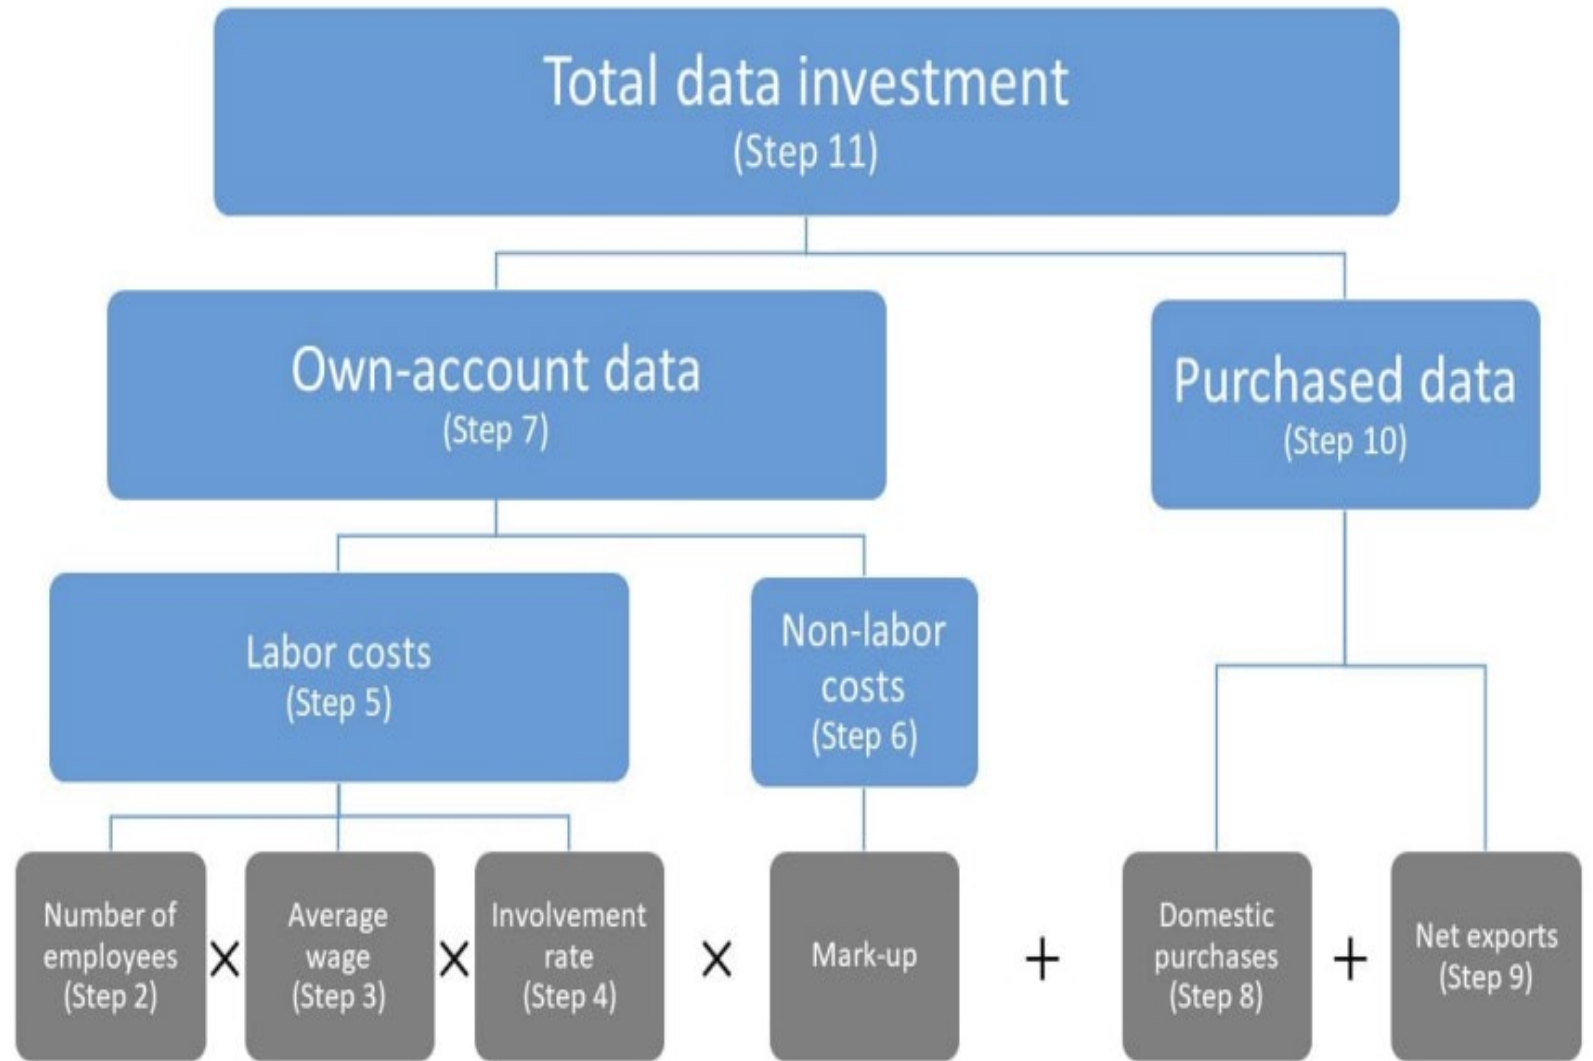 Total data investment
(Step 11)
Own-account data
(Step 7)
Purchased data
(Step 10)
Labor costs
(Step 5)
Non-labor
costs
(Step 6)
Number of
employees
(Step 2)
×
Average
wage
(Step 3)
×
Involvement
rate
(Step 4)
×
Mark-up
+
Domestic
purchases
(Step 8)
+
Net exports
(Step 9)